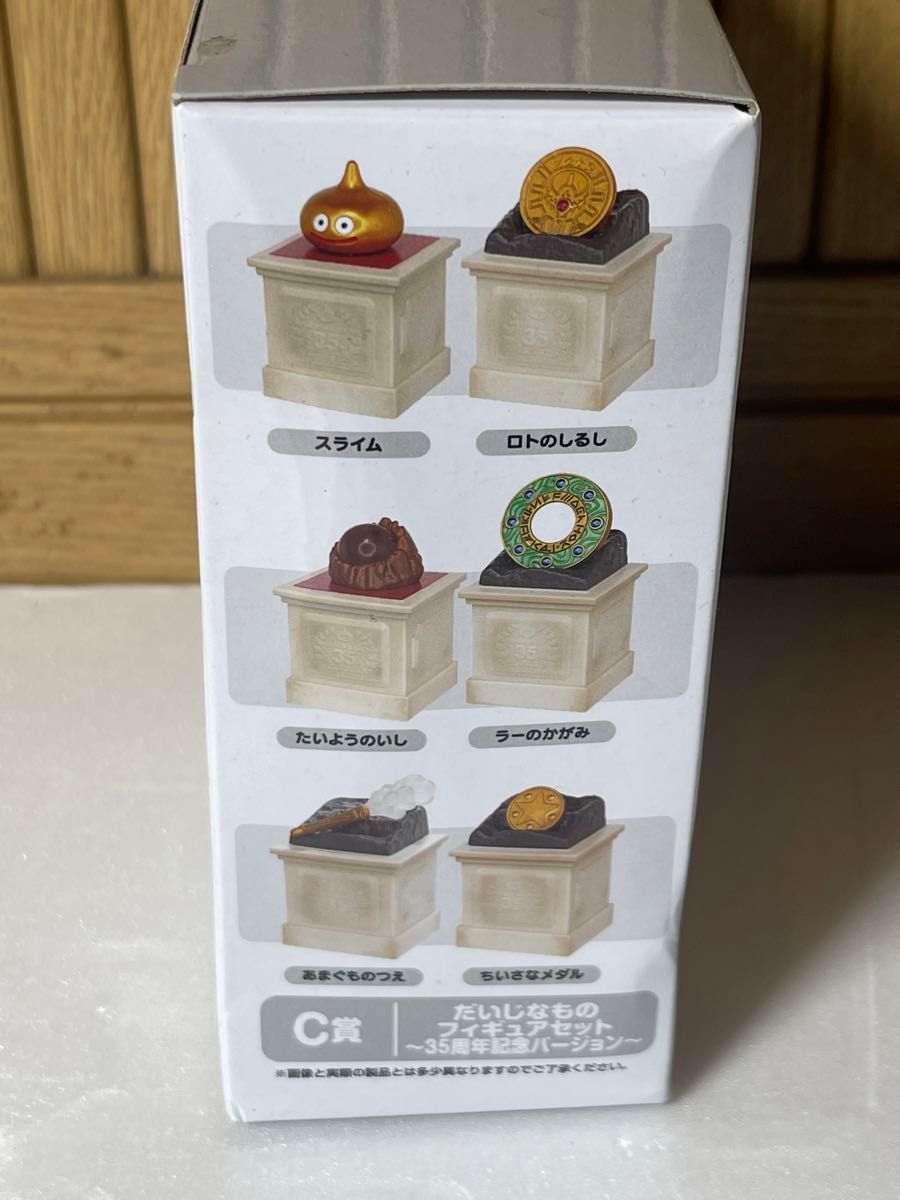 スライム
ロトのしるし
たいようのいし
ラーのかがみ
あまぐものつえ
ちいさなメダル
C賞
だいじなもの
フィギュアセット
～35周年記念バージョン～
※画像と実際の製品とは多少異なりますのでご了承ください。